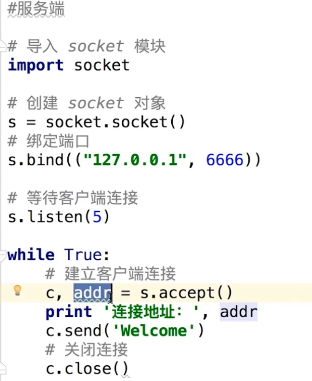 #服务端
# 导入 socket 模块
import socket
# 创建 socket 对象
s = socket.socket()
# 绑定端口
s.bind(("127.0.0.1", 6666))
# 等待客户端连接
s.listen(5)
while True:
# 建立客户端连接
c, addr = s.accept()
print '连接地址：', addr
c.send('Welcome')
# 关闭连接
c.close()